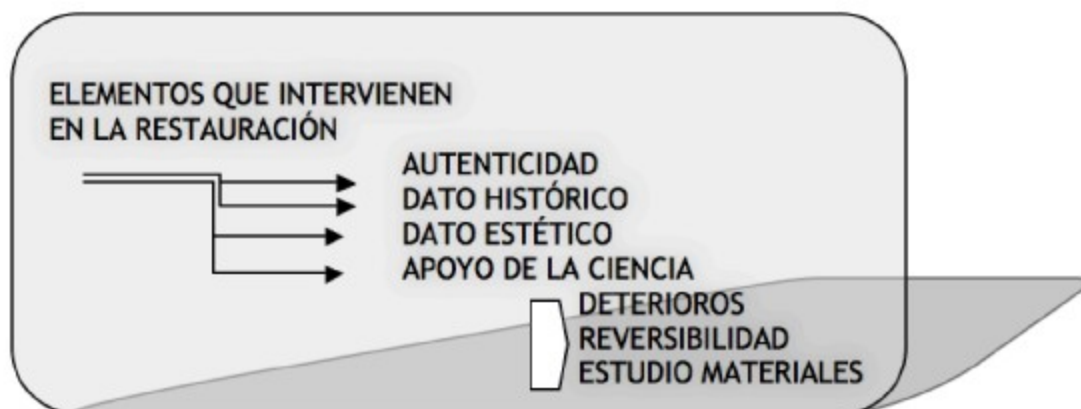 ELEMENTOS QUE INTERVIENEN
EN LA RESTAURACIÓN
AUTENTICIDAD
DATO HISTÓRICO
DATO ESTÉTICO
APOYO DE LA CIENCIA
DETERIOROS
REVERSIBILIDAD
ESTUDIO MATERIALES